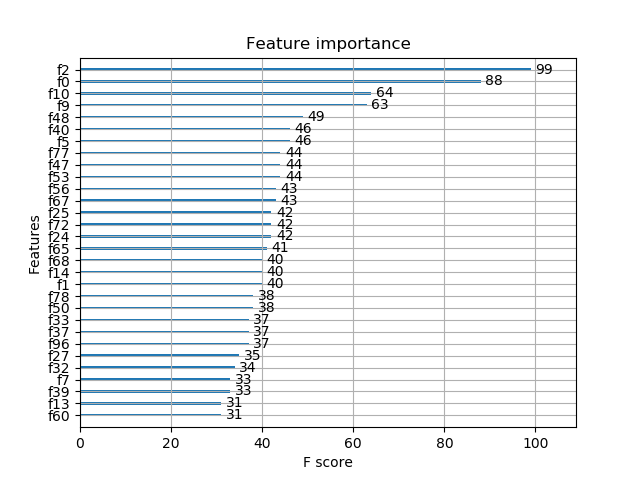 Feature importance
f2 99
f0 88
f10 64
f9 63
f48 49
f40 46
f5 46
f77 44
f47 44
f53 44
f56 43
f67 43
f25 42
f72 42
f24 42
f65 41
f68 40
f14 40
f1 40
f78 38
f50 38
f33 37
f37 37
f96 37
f27 35
f32 34
f7 33
f39 33
f13 31
f60 31
Features
0 20 40 60 80 100
F score